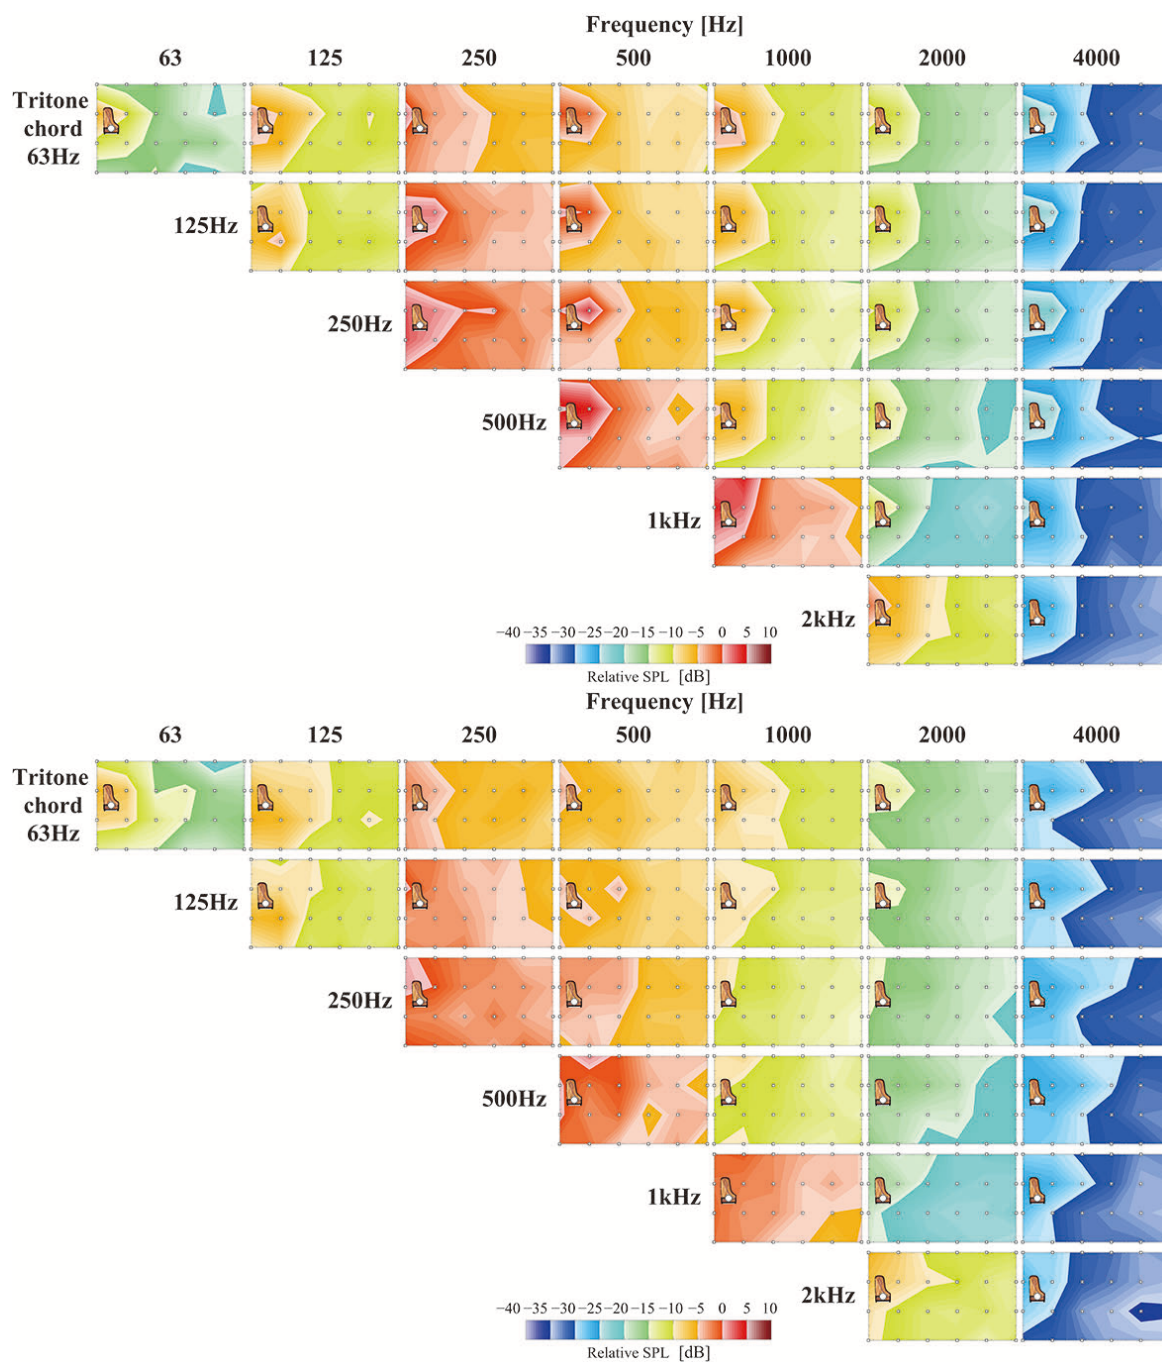 Frequency [Hz]
63 125 250 500 1000 2000 4000
Tritone
chord
63Hz
125Hz
250Hz
500Hz
1kHz
2kHz
−40 −35 −30 −25 −20 −15 −10 −5 0 5 10
Relative SPL [dB]
Frequency [Hz]
63 125 250 500 1000 2000 4000
Tritone
chord
63Hz
125Hz
250Hz
500Hz
1kHz
2kHz
−40 −35 −30 −25 −20 −15 −10 −5 0 5 10
Relative SPL [dB]